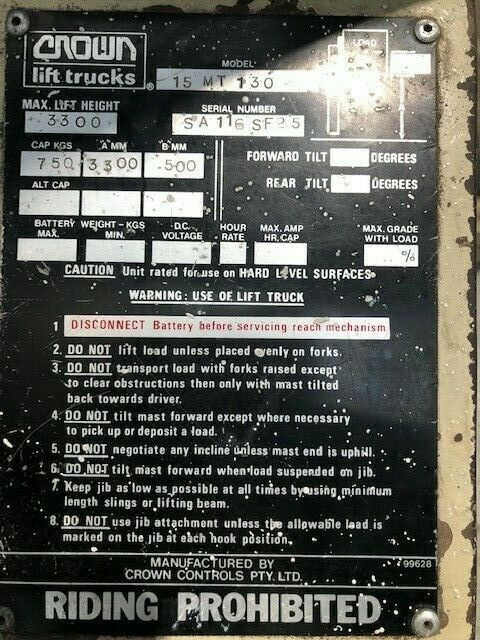 CROWN
lift trucks
®
LOAD
MODEL
15 MT 130
MAX. LIFT HEIGHT
3300
SERIAL NUMBER
SA116SF25
CAP KGS A MM B MM
750 3300 500
FORWARD TILT DEGREES
REAR TILT DEGREES
ALT CAP
BATTERY WEIGHT-KGS D.C. HOUR MAX. AMP MAX. GRADE
MAX. MIN. VOLTAGE RATE HR. CAP WITH LOAD
%
CAUTION Unit rated for use on HARD LEVEL SURFACES
WARNING: USE OF LIFT TRUCK
1 DISCONNECT Battery before servicing reach mechanism
2. DO NOT lift load unless placed evenly on forks.
3. DO NOT transport load with forks raised except
to clear obstructions then only with mast tilted
back towards driver.
4. DO NOT tilt mast forward except where necessary
to pick up or deposit a load.
5. DO NOT negotiate any incline unless mast end is uphill.
6. DO NOT tilt mast forward when load suspended on jib.
7. Keep jib as low as possible at all times by using minimum
length slings or lifting beam.
8. DO NOT use jib attachment unless the allowable load is
marked on the jib at each hook position.
MANUFACTURED BY
CROWN CONTROLS PTY. LTD.
99628
RIDING PROHIBITED